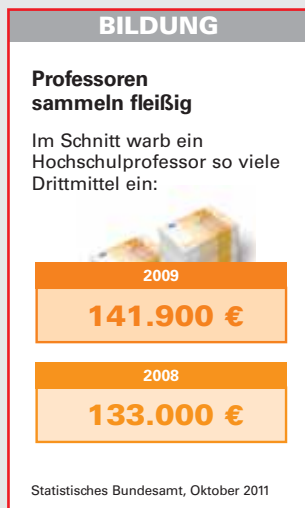 BILDUNG
Professoren
sammeln fleißig
Im Schnitt warb ein
Hochschulprofessor so viele
Drittmittel ein:
2009
141.900 €
2008
133.000 €
Statistisches Bundesamt, Oktober 2011